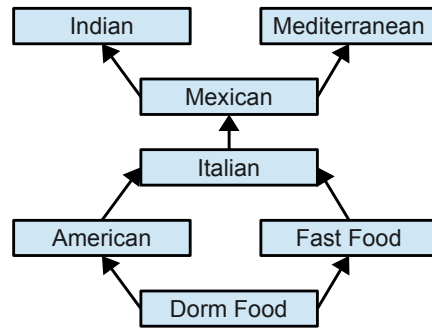 Indian
Mediterranean
Mexican
Italian
American
Fast Food
Dorm Food